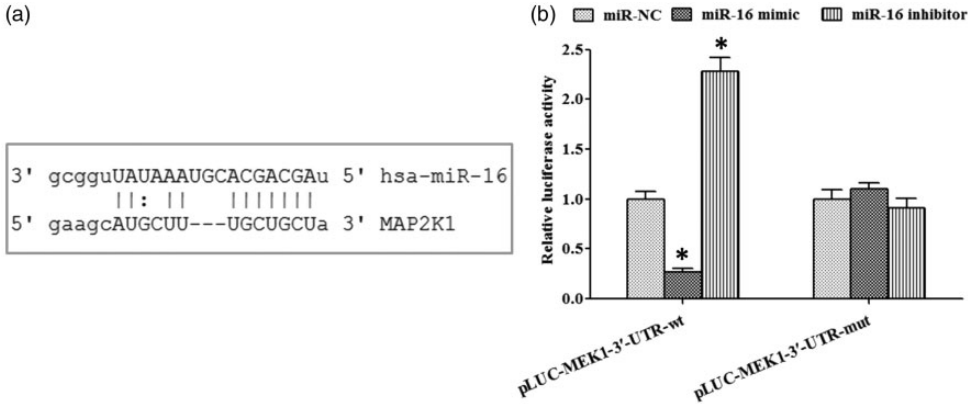 (a)
3' gcgguUAUAAAUGCACGACGAu 5' hsa-miR-16
||: || |||||||
5' gaagcAUGCUU---UGCUGCUa 3' MAP2K1
(b)
miR-NC miR-16 mimic miR-16 inhibitor
Relative luciferase activity
2.5
2.0
1.5
1.0
0.5
0.0
*
*
pLUC-MEK1-3'-UTR-wt
pLUC-MEK1-3'-UTR-mut